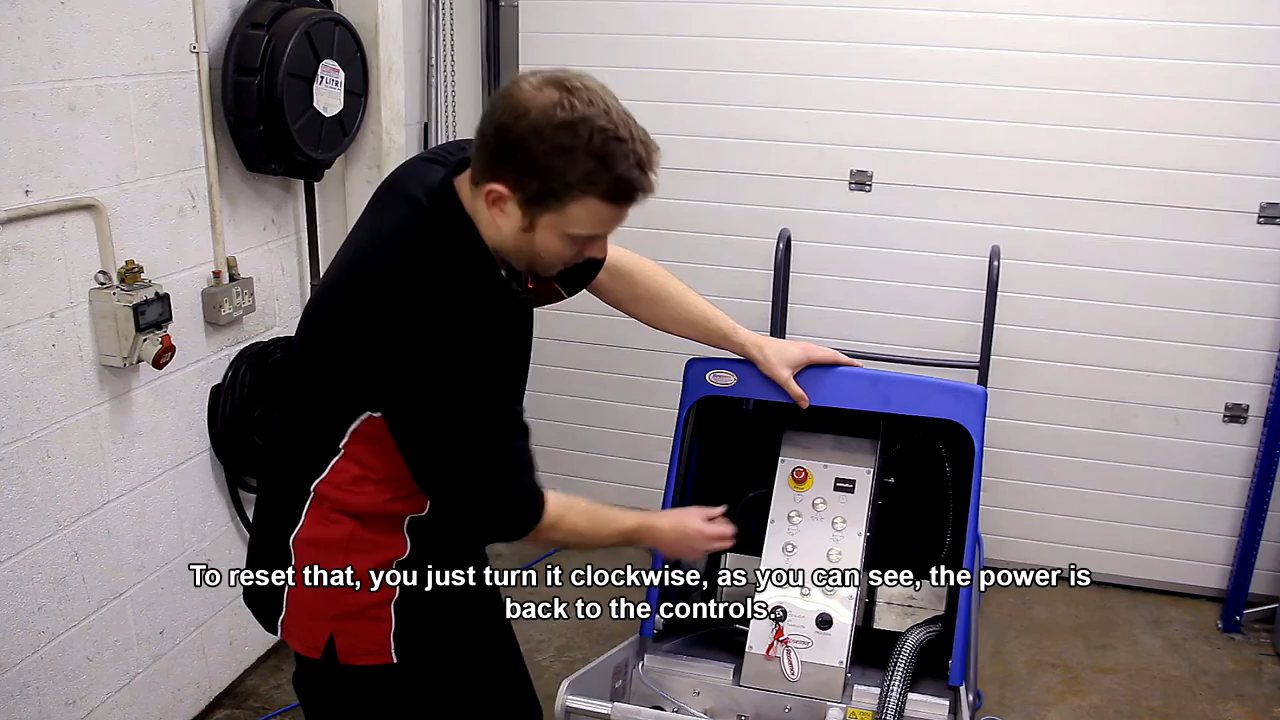 7 LITRE
To reset that, you just turn it clockwise, as you can see, the power is
back to the controls.